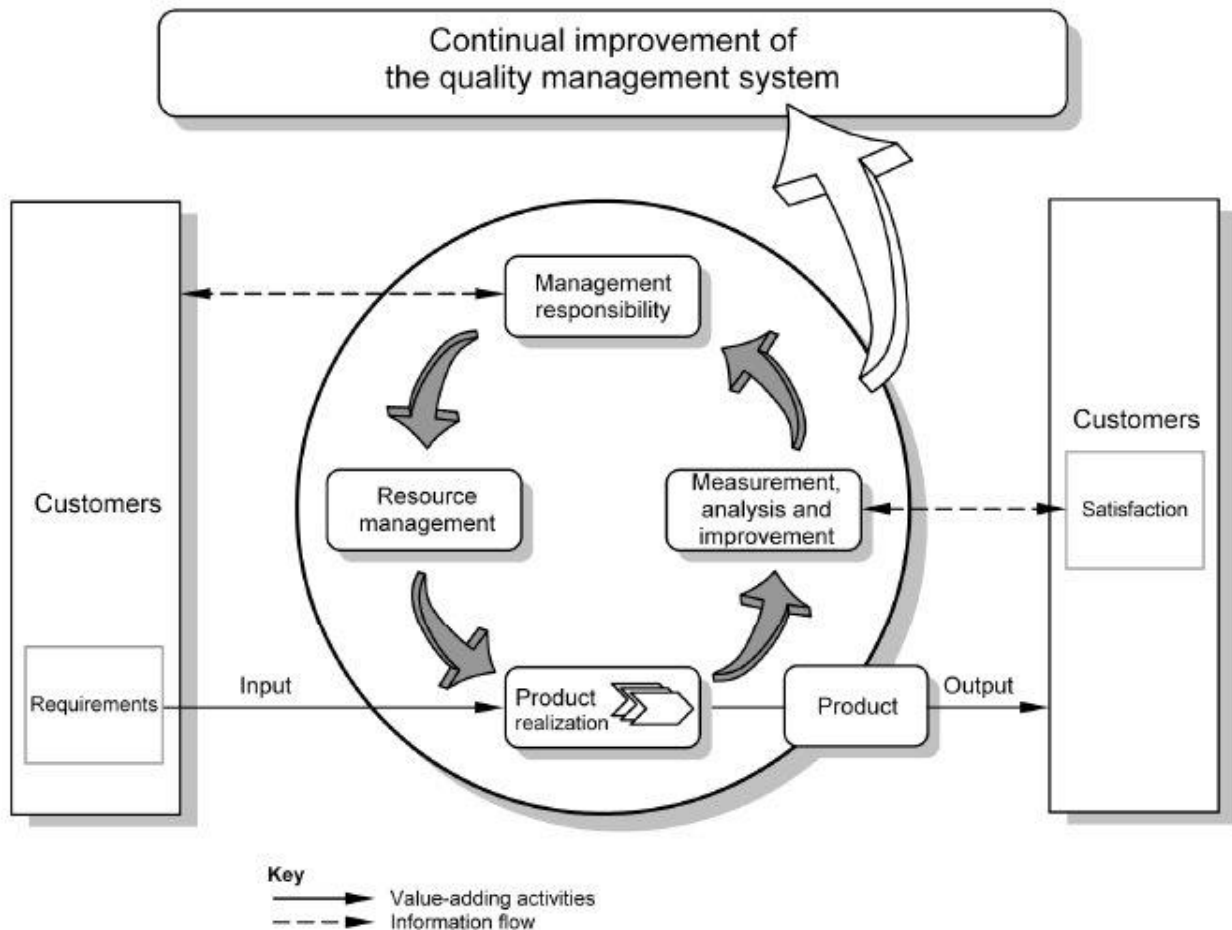 Continual improvement of
the quality management system
Management
responsibility
Customers
Resource
management
Measurement,
analysis and
improvement
Customers
Satisfaction
Requirements
Input
Product
realization
Product
Output
Key
Value-adding activities
Information flow